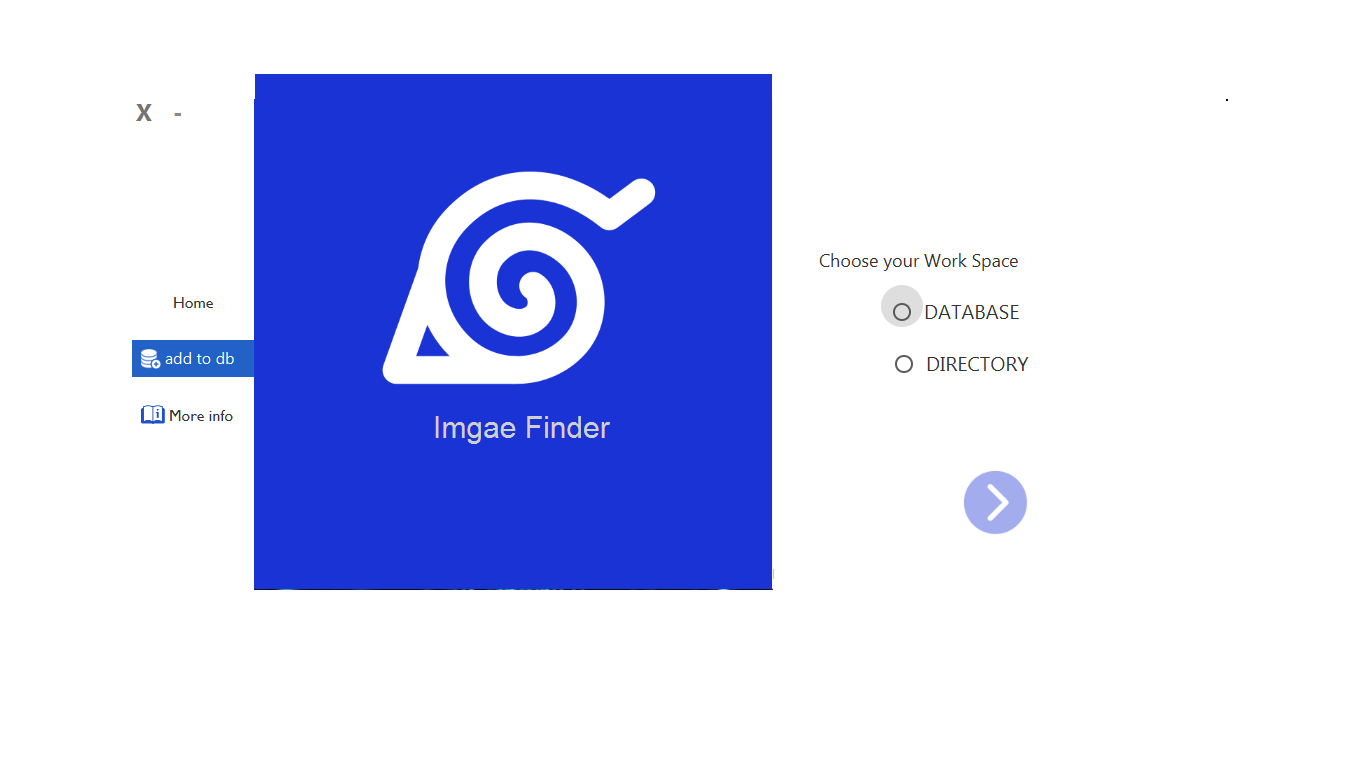 X -
Home
add to db
More info
Imgae Finder
Choose your Work Space
DATABASE
DIRECTORY